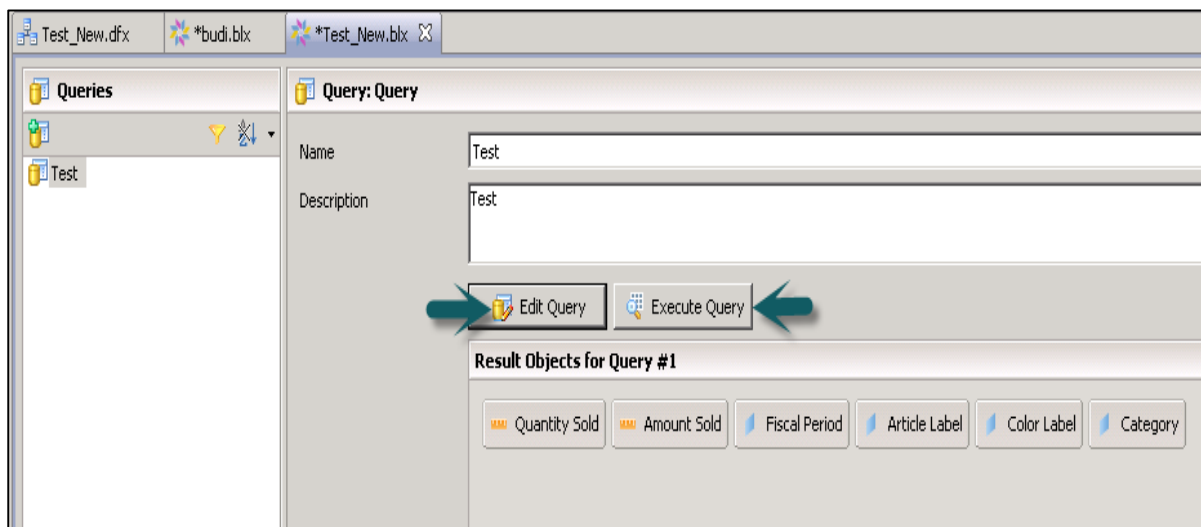 Test_New.dfx *budi.blx *Test_New.blx
Queries
Test
Query: Query
Name Test
Description Test
Edit Query Execute Query
Result Objects for Query #1
Quantity Sold Amount Sold Fiscal Period Article Label Color Label Category